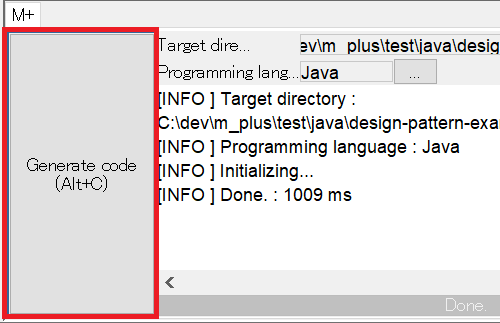 M+
Target dire... dev\m_plus\test\java\desig
Programming lang... Java ...
[INFO ] Target directory :
C:\dev\m_plus\test\java\design-pattern-exa
[INFO ] Programming language : Java
[INFO ] Initializing...
[INFO ] Done. : 1009 ms
Generate code
(Alt+C)
Done.